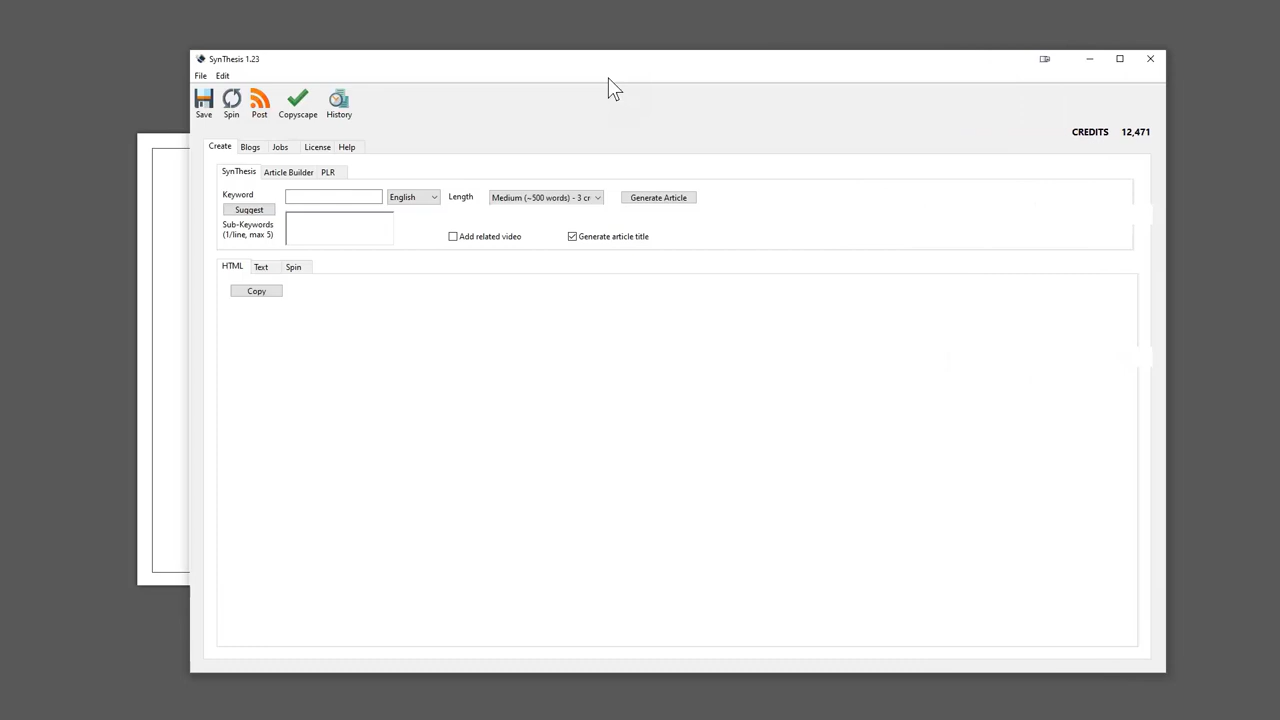 SynThesis 1.23
File Edit
Save Spin Post Copyscape History
CREDITS 12,471
Create Blogs Jobs License Help
SynThesis Article Builder PLR
Keyword English Length Medium (~500 words) - 3 cr Generate Article
Suggest
Sub-Keywords
(1/line, max 5)
Add related video Generate article title
HTML Text Spin
Copy